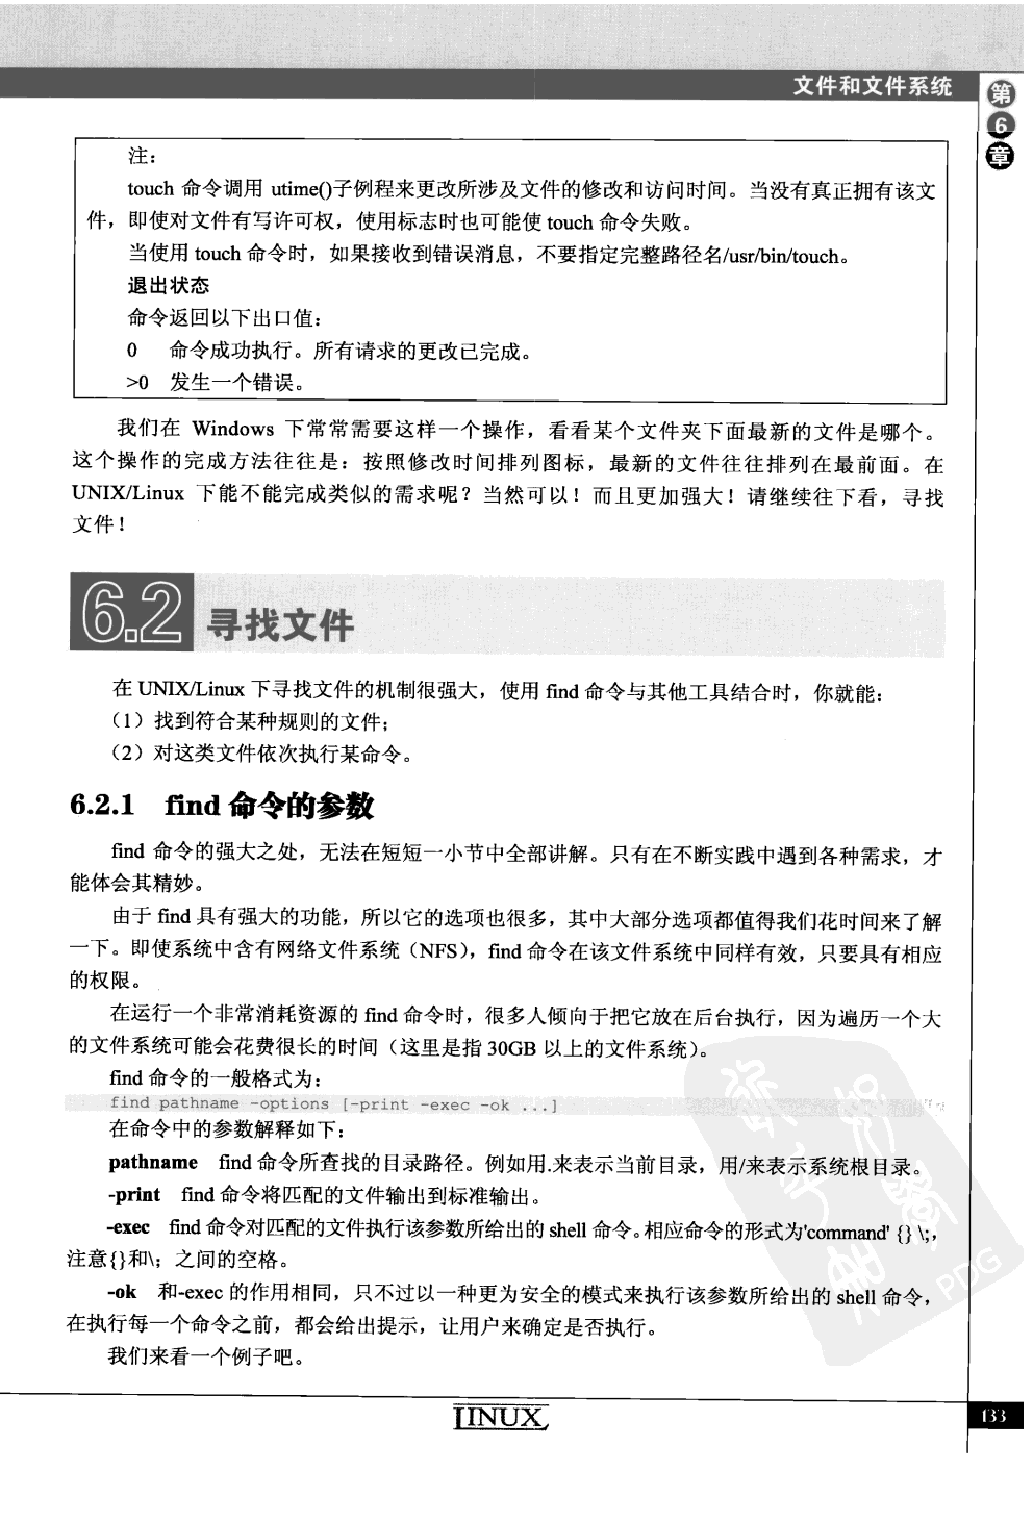 文件和文件系统
第
6
章
注：
touch 命令调用 utime()子例程来更改所涉及文件的修改和访问时间。当没有真正拥有该文
件，即使对文件有写许可权，使用标志时也可能使 touch 命令失败。
当使用 touch 命令时，如果接收到错误消息，不要指定完整路径名/usr/bin/touch。
退出状态
命令返回以下出口值：
0 命令成功执行。所有请求的更改已完成。
>0 发生一个错误。
我们在 Windows 下常常需要这样一个操作，看看某个文件夹下面最新的文件是哪个。
这个操作的完成方法往往是：按照修改时间排列图标，最新的文件往往排列在最前面。在
UNIX/Linux 下能不能完成类似的需求呢？当然可以！而且更加强大！请继续往下看，寻找
文件！
6.2 寻找文件
在 UNIX/Linux 下寻找文件的机制很强大，使用 find 命令与其他工具结合时，你就能：
（1）找到符合某种规则的文件；
（2）对这类文件依次执行某命令。
6.2.1 find 命令的参数
find 命令的强大之处，无法在短短一小节中全部讲解。只有在不断实践中遇到各种需求，才
能体会其精妙。
由于 find 具有强大的功能，所以它的选项也很多，其中大部分选项都值得我们花时间来了解
一下。即使系统中含有网络文件系统（NFS），find 命令在该文件系统中同样有效，只要具有相应
的权限。
在运行一个非常消耗资源的 find 命令时，很多人倾向于把它放在后台执行，因为遍历一个大
的文件系统可能会花费很长的时间（这里是指 30GB 以上的文件系统）。
find 命令的一般格式为：
find pathname -options [-print -exec -ok ...]
在命令中的参数解释如下：
pathname find 命令所查找的目录路径。例如用.来表示当前目录，用/来表示系统根目录。
-print find 命令将匹配的文件输出到标准输出。
-exec find 命令对匹配的文件执行该参数所给出的 shell 命令。相应命令的形式为'command' {} \;，
注意{}和\；之间的空格。
-ok 和-exec 的作用相同，只不过以一种更为安全的模式来执行该参数所给出的 shell 命令，
在执行每一个命令之前，都会给出提示，让用户来确定是否执行。
我们来看一个例子吧。
PDG
LINUX
133